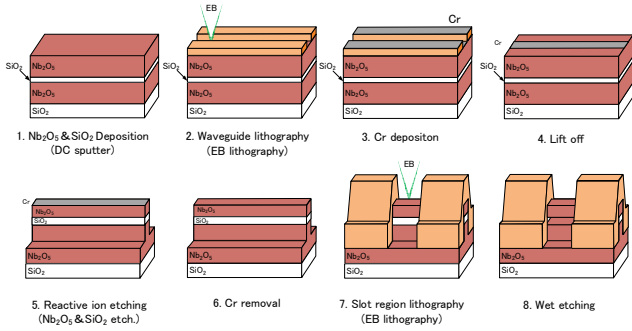 EB
Cr
Cr
SiO₂
Nb₂O₅
Nb₂O₅
SiO₂
SiO₂
Nb₂O₅
Nb₂O₅
SiO₂
SiO₂
Nb₂O₅
Nb₂O₅
SiO₂
SiO₂
Nb₂O₅
Nb₂O₅
SiO₂
1. Nb₂O₅&SiO₂ Deposition
(DC sputter)
2. Waveguide lithography
(EB lithography)
3. Cr depositon
4. Lift off
EB
Cr
Nb₂O₅
SiO₂
Nb₂O₅
SiO₂
Nb₂O₅
SiO₂
Nb₂O₅
SiO₂
Nb₂O₅
SiO₂
Nb₂O₅
SiO₂
5. Reactive ion etching
(Nb₂O₅&SiO₂ etch.)
6. Cr removal
7. Slot region lithography
(EB lithography)
8. Wet etching